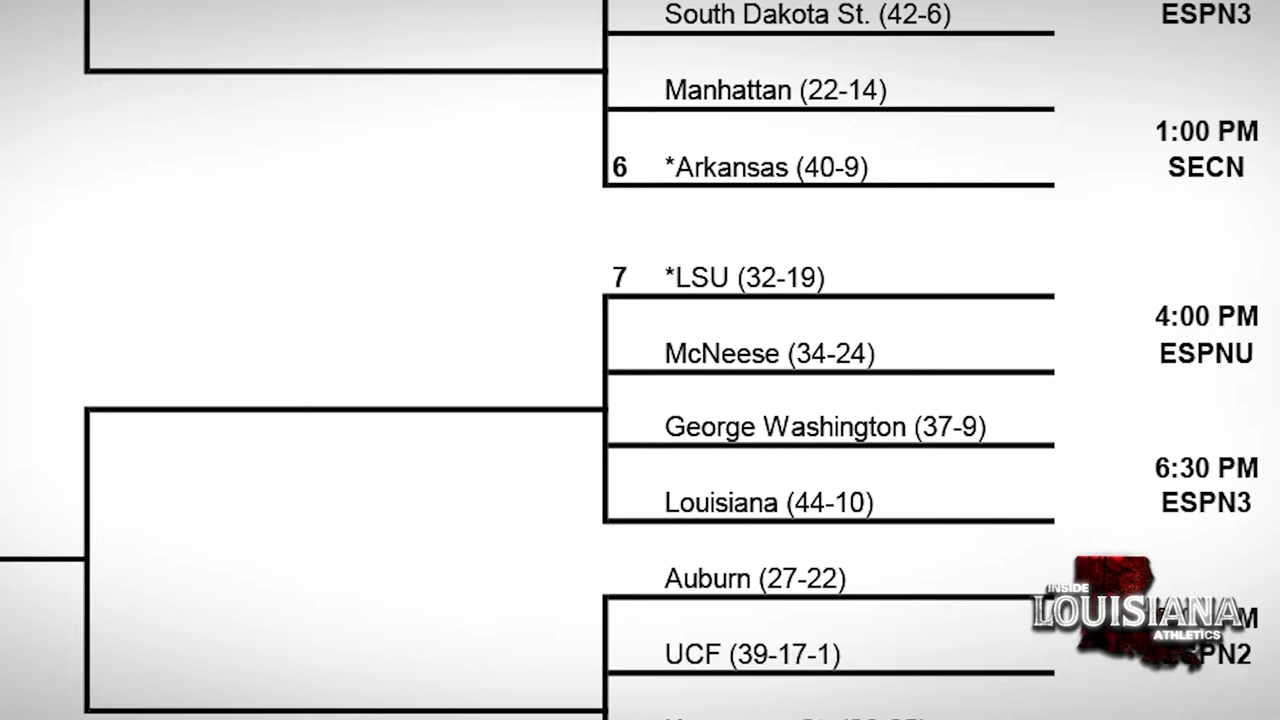 South Dakota St. (42-6)
ESPN3
Manhattan (22-14)
1:00 PM
6 *Arkansas (40-9)
SECN
7 *LSU (32-19)
4:00 PM
McNeese (34-24)
ESPNU
George Washington (37-9)
6:30 PM
Louisiana (44-10)
ESPN3
Auburn (27-22)
INSIDE
LOUISIANA
ATHLETICS
UCF (39-17-1)